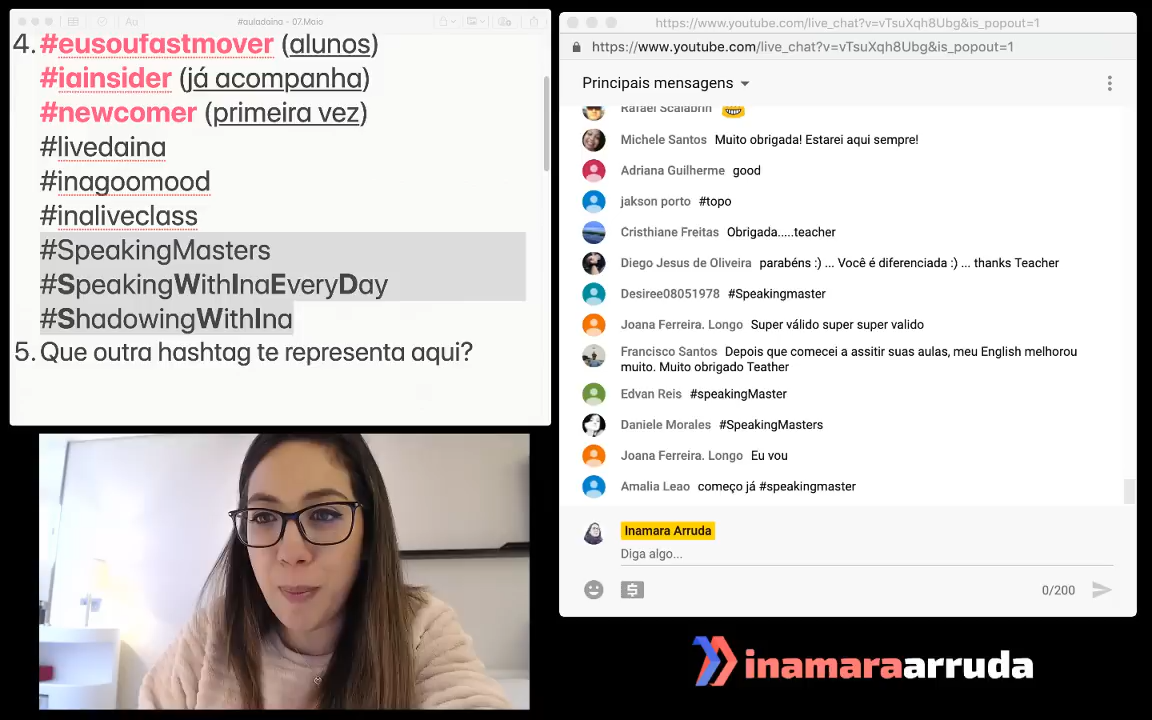 #auladaina - 07.Maio
4. #eusoufastmover (alunos)
#iainsider (já acompanha)
#newcomer (primeira vez)
#livedaina
#inagoomood
#inaliveclass
#SpeakingMasters
#SpeakingWithInaEveryDay
#ShadowingWithIna
5. Que outra hashtag te representa aqui?
https://www.youtube.com/live_chat?v=vTsuXqh8Ubg&is_popout=1
https://www.youtube.com/live_chat?v=vTsuXqh8Ubg&is_popout=1
Principais mensagens
Rafael Scalabrin
Michele Santos Muito obrigada! Estarei aqui sempre!
Adriana Guilherme good
jakson porto #topo
Cristhiane Freitas Obrigada.....teacher
Diego Jesus de Oliveira parabéns :) ... Você é diferenciada :) ... thanks Teacher
Desiree08051978 #Speakingmaster
Joana Ferreira. Longo Super válido super super valido
Francisco Santos Depois que comecei a assitir suas aulas, meu English melhorou
muito. Muito obrigado Teather
Edvan Reis #speakingMaster
Daniele Morales #SpeakingMasters
Joana Ferreira. Longo Eu vou
Amalia Leao começo já #speakingmaster
Inamara Arruda
Diga algo...
0/200
inamaraarruda